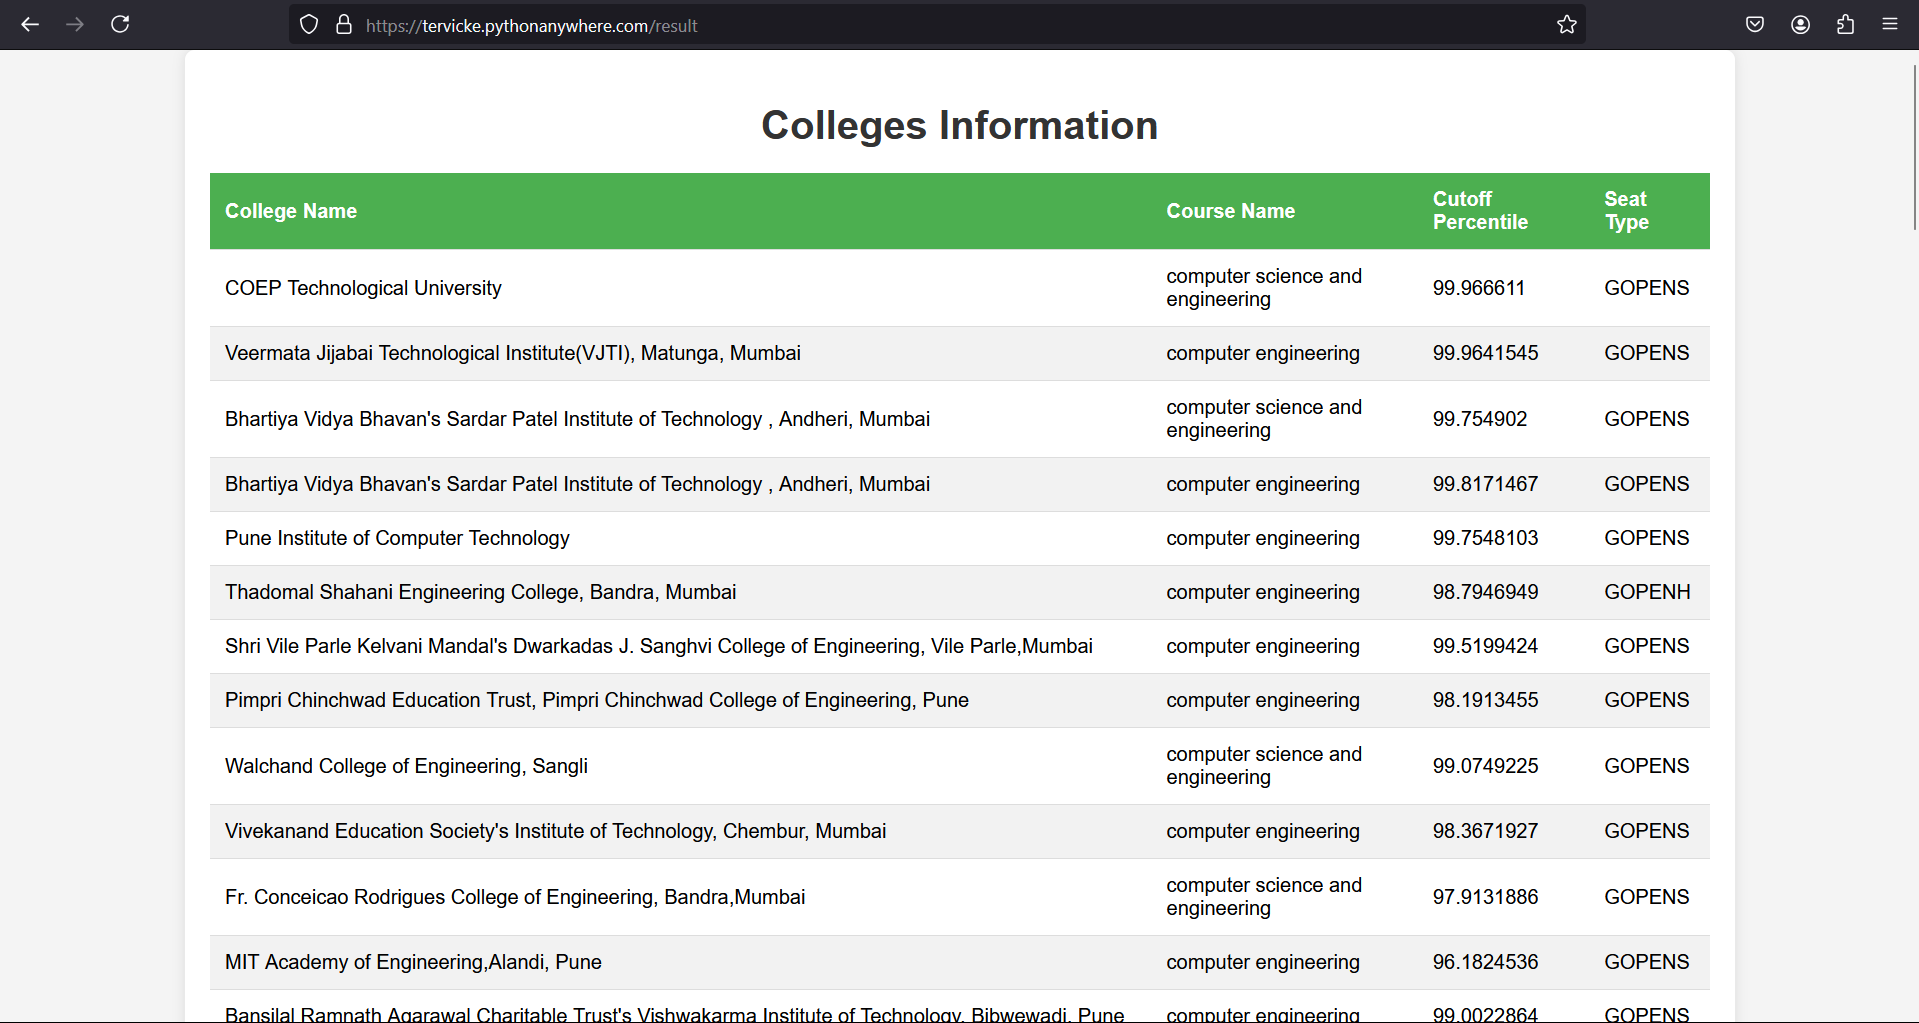 https://tervicke.pythonanywhere.com/result
Colleges Information
College Name Course Name Cutoff Percentile Seat Type
COEP Technological University computer science and engineering 99.966611 GOPENS
Veermata Jijabai Technological Institute(VJTI), Matunga, Mumbai computer engineering 99.9641545 GOPENS
Bhartiya Vidya Bhavan's Sardar Patel Institute of Technology , Andheri, Mumbai computer science and engineering 99.754902 GOPENS
Bhartiya Vidya Bhavan's Sardar Patel Institute of Technology , Andheri, Mumbai computer engineering 99.8171467 GOPENS
Pune Institute of Computer Technology computer engineering 99.7548103 GOPENS
Thadomal Shahani Engineering College, Bandra, Mumbai computer engineering 98.7946949 GOPENH
Shri Vile Parle Kelvani Mandal's Dwarkadas J. Sanghvi College of Engineering, Vile Parle,Mumbai computer engineering 99.5199424 GOPENS
Pimpri Chinchwad Education Trust, Pimpri Chinchwad College of Engineering, Pune computer engineering 98.1913455 GOPENS
Walchand College of Engineering, Sangli computer science and engineering 99.0749225 GOPENS
Vivekanand Education Society's Institute of Technology, Chembur, Mumbai computer engineering 98.3671927 GOPENS
Fr. Conceicao Rodrigues College of Engineering, Bandra,Mumbai computer science and engineering 97.9131886 GOPENS
MIT Academy of Engineering,Alandi, Pune computer engineering 96.1824536 GOPENS
Bansilal Ramnath Agarawal Charitable Trust's Vishwakarma Institute of Technology, Bibwewadi, Pune computer engineering 99.0022864 GOPENS